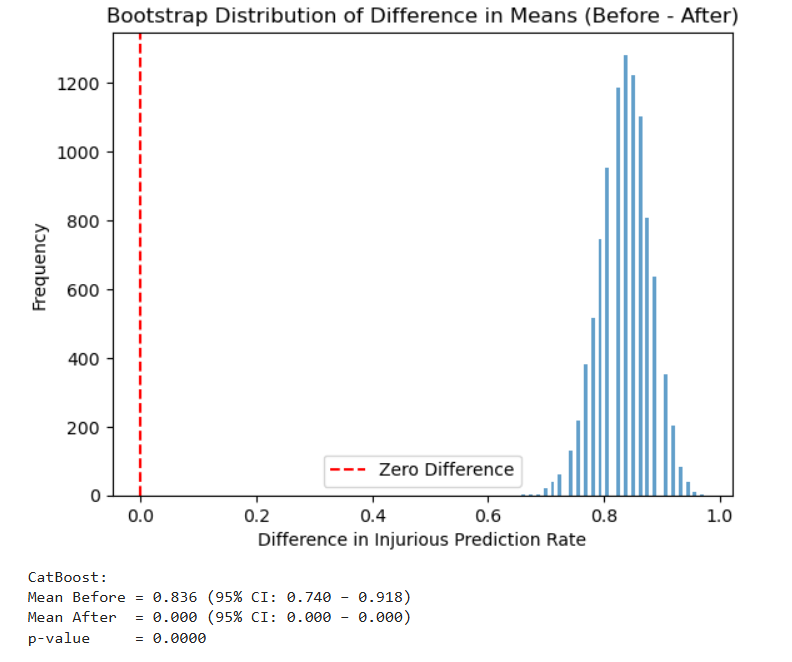 Bootstrap Distribution of Difference in Means (Before - After)
1200
1000
800
600
400
200
0
Frequency
Zero Difference
0.0 0.2 0.4 0.6 0.8 1.0
Difference in Injurious Prediction Rate
CatBoost:
Mean Before = 0.836 (95% CI: 0.740 – 0.918)
Mean After  = 0.000 (95% CI: 0.000 – 0.000)
p-value     = 0.0000